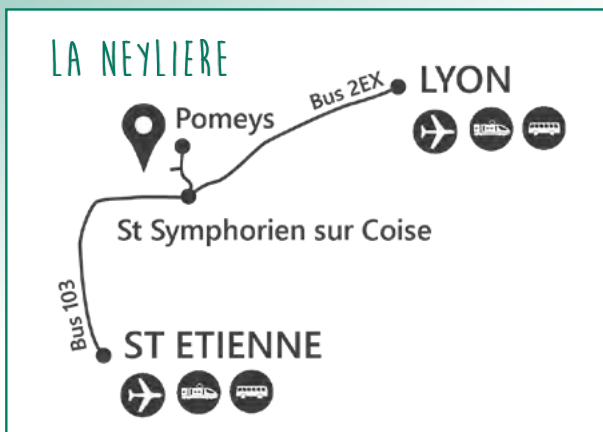 LA NEYLIERE
Bus 2EX
LYON
Pomeys
St Symphorien sur Coise
Bus 103
ST ETIENNE